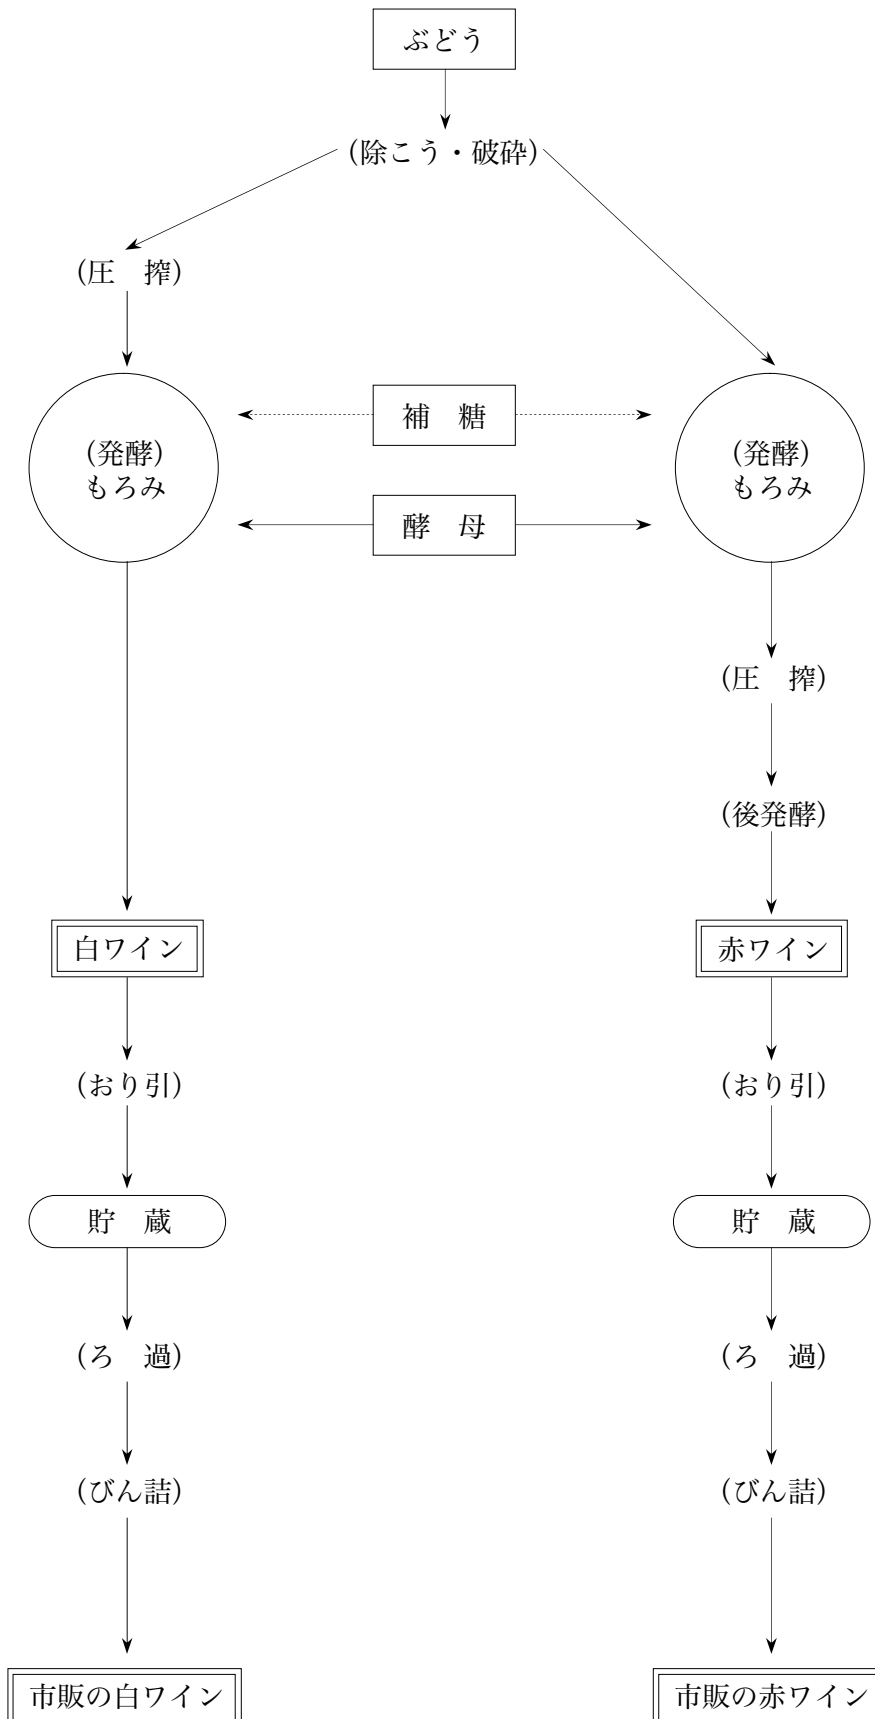 ぶどう
(除こう・破砕)
(圧　搾)
補　糖
(発酵)
もろみ
(発酵)
もろみ
酵　母
(圧　搾)
(後発酵)
白ワイン
赤ワイン
(おり引)
(おり引)
貯　蔵
貯　蔵
(ろ　過)
(ろ　過)
(びん詰)
(びん詰)
市販の白ワイン
市販の赤ワイン